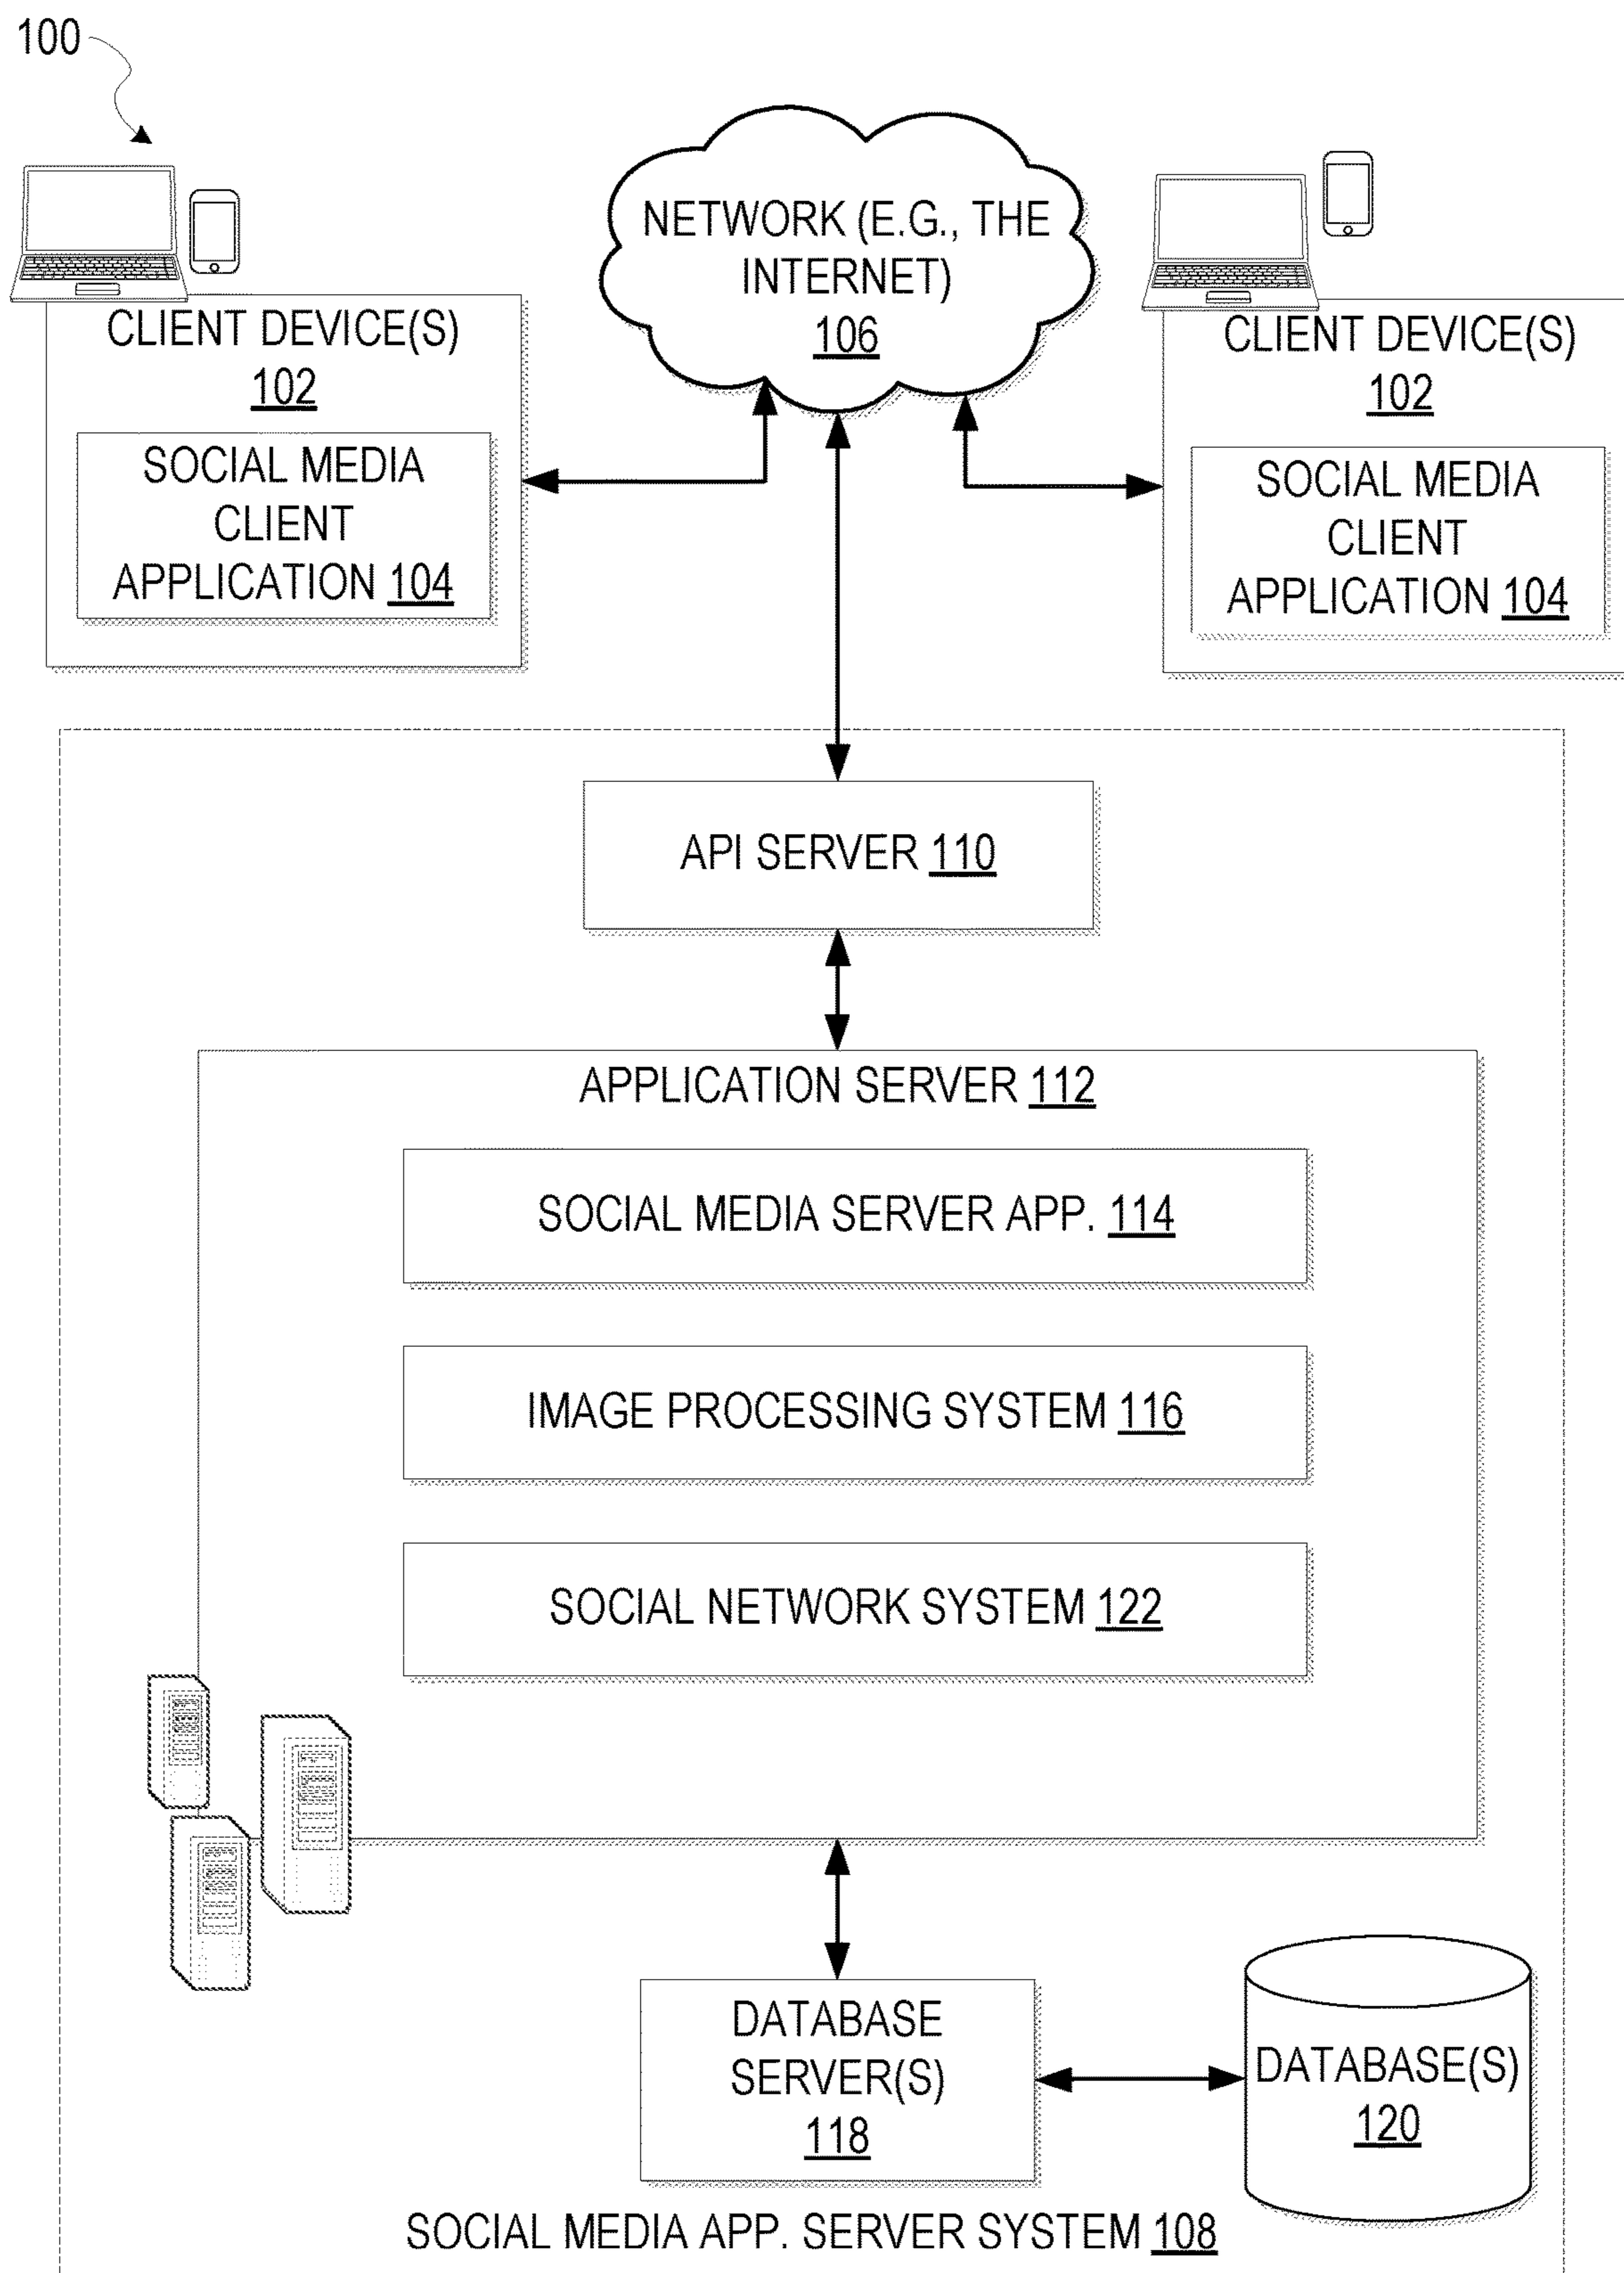 100
NETWORK (E.G., THE
INTERNET)
106
CLIENT DEVICE(S)
102
SOCIAL MEDIA
CLIENT
APPLICATION 104
CLIENT DEVICE(S)
102
SOCIAL MEDIA
CLIENT
APPLICATION 104
API SERVER 110
APPLICATION SERVER 112
SOCIAL MEDIA SERVER APP. 114
IMAGE PROCESSING SYSTEM 116
SOCIAL NETWORK SYSTEM 122
DATABASE
SERVER(S)
118
DATABASE(S)
120
SOCIAL MEDIA APP. SERVER SYSTEM 108